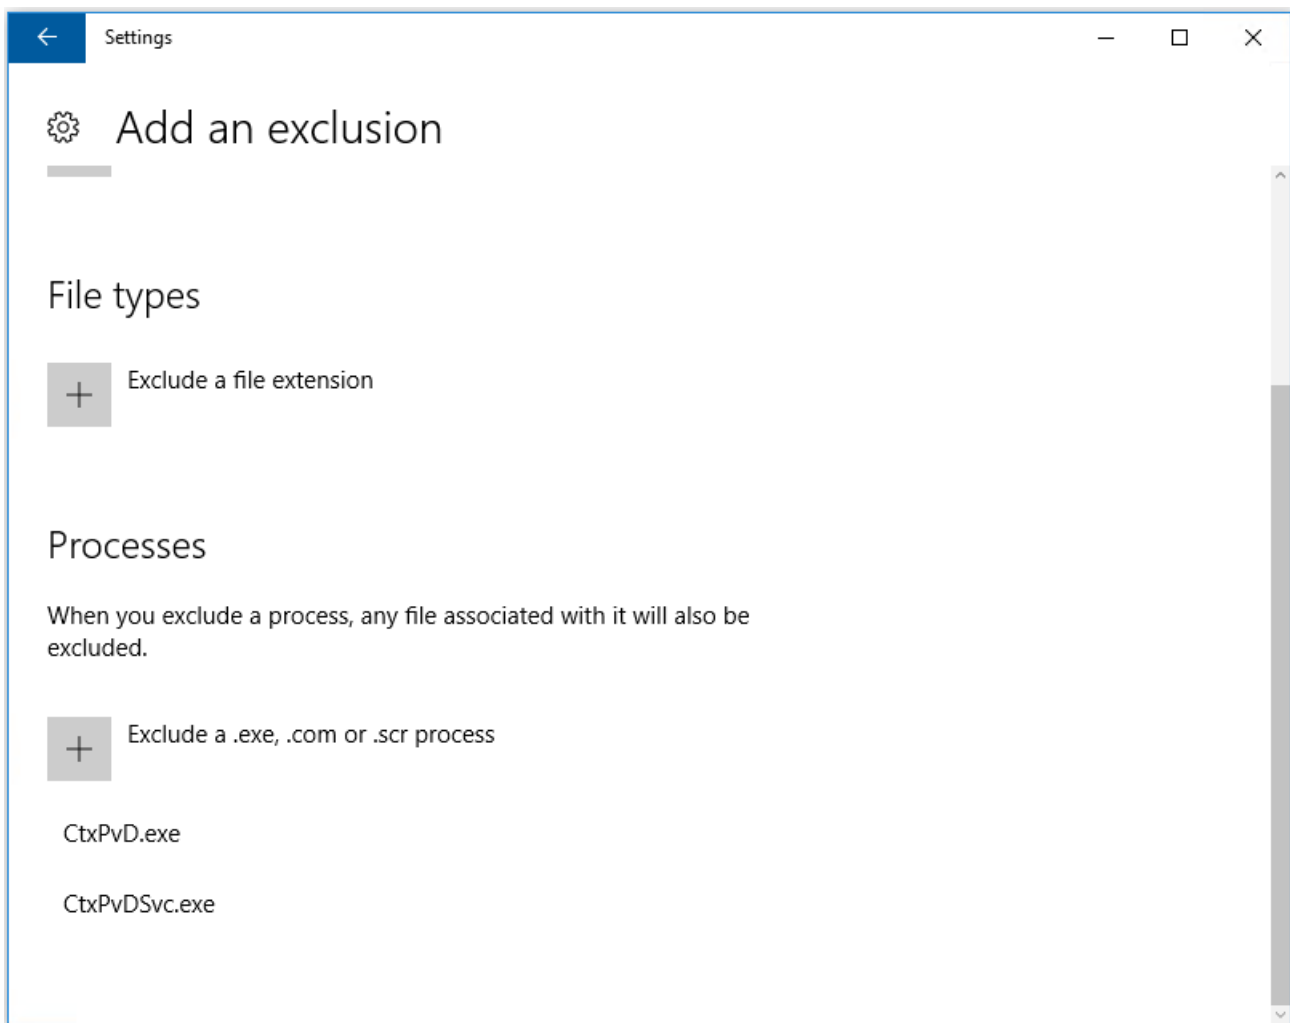 Settings
Add an exclusion
File types
Exclude a file extension
Processes
When you exclude a process, any file associated with it will also be
excluded.
Exclude a .exe, .com or .scr process
CtxPvD.exe
CtxPvDSvc.exe